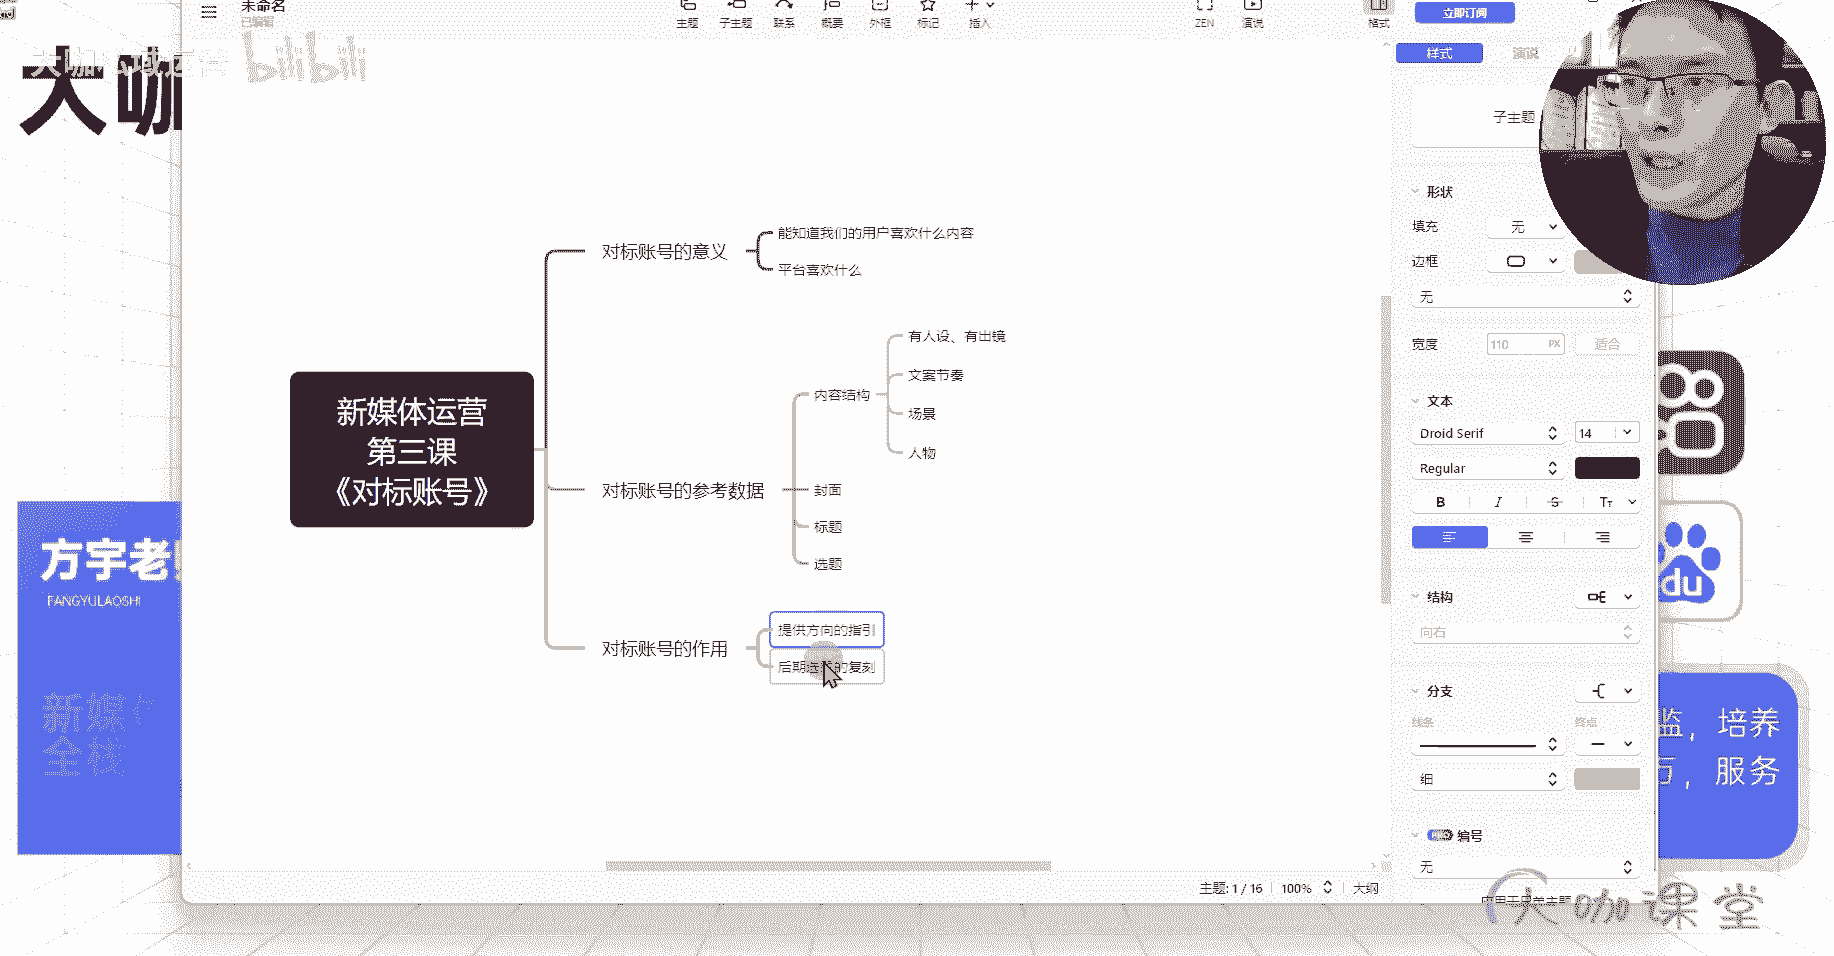 未命名
已编辑
主题
子主题
联系
概要
外框
标记
插入
ZEN
演说
格式
立即订阅
大咖私域运营
bilibili
大咖
样式
演说
子主题
形状
填充
无
边框
无
宽度
110
PX
适合
文本
Droid Serif
14
Regular
B
I
S
Tт
结构
向右
分支
线条
终点
细
编号
无
对标账号的意义
能知道我们的用户喜欢什么内容
平台喜欢什么
新媒体运营
第三课
《对标账号》
对标账号的参考数据
内容结构
有人设、有出镜
文案节奏
场景
人物
封面
标题
选题
对标账号的作用
提供方向的指引
后期选题的复刻
方宇老
FANGYULAOSHI
新媒体
全栈
du
监，培养
万，服务
主题: 1 / 16
100%
大纲
大咖课堂